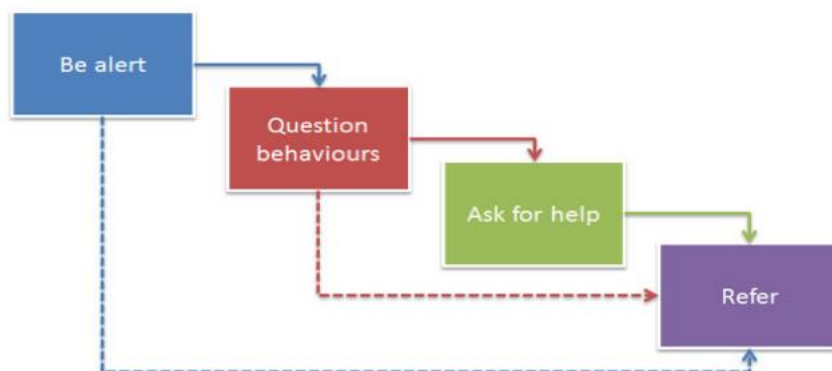 Be alert
Question
behaviours
Ask for help
Refer